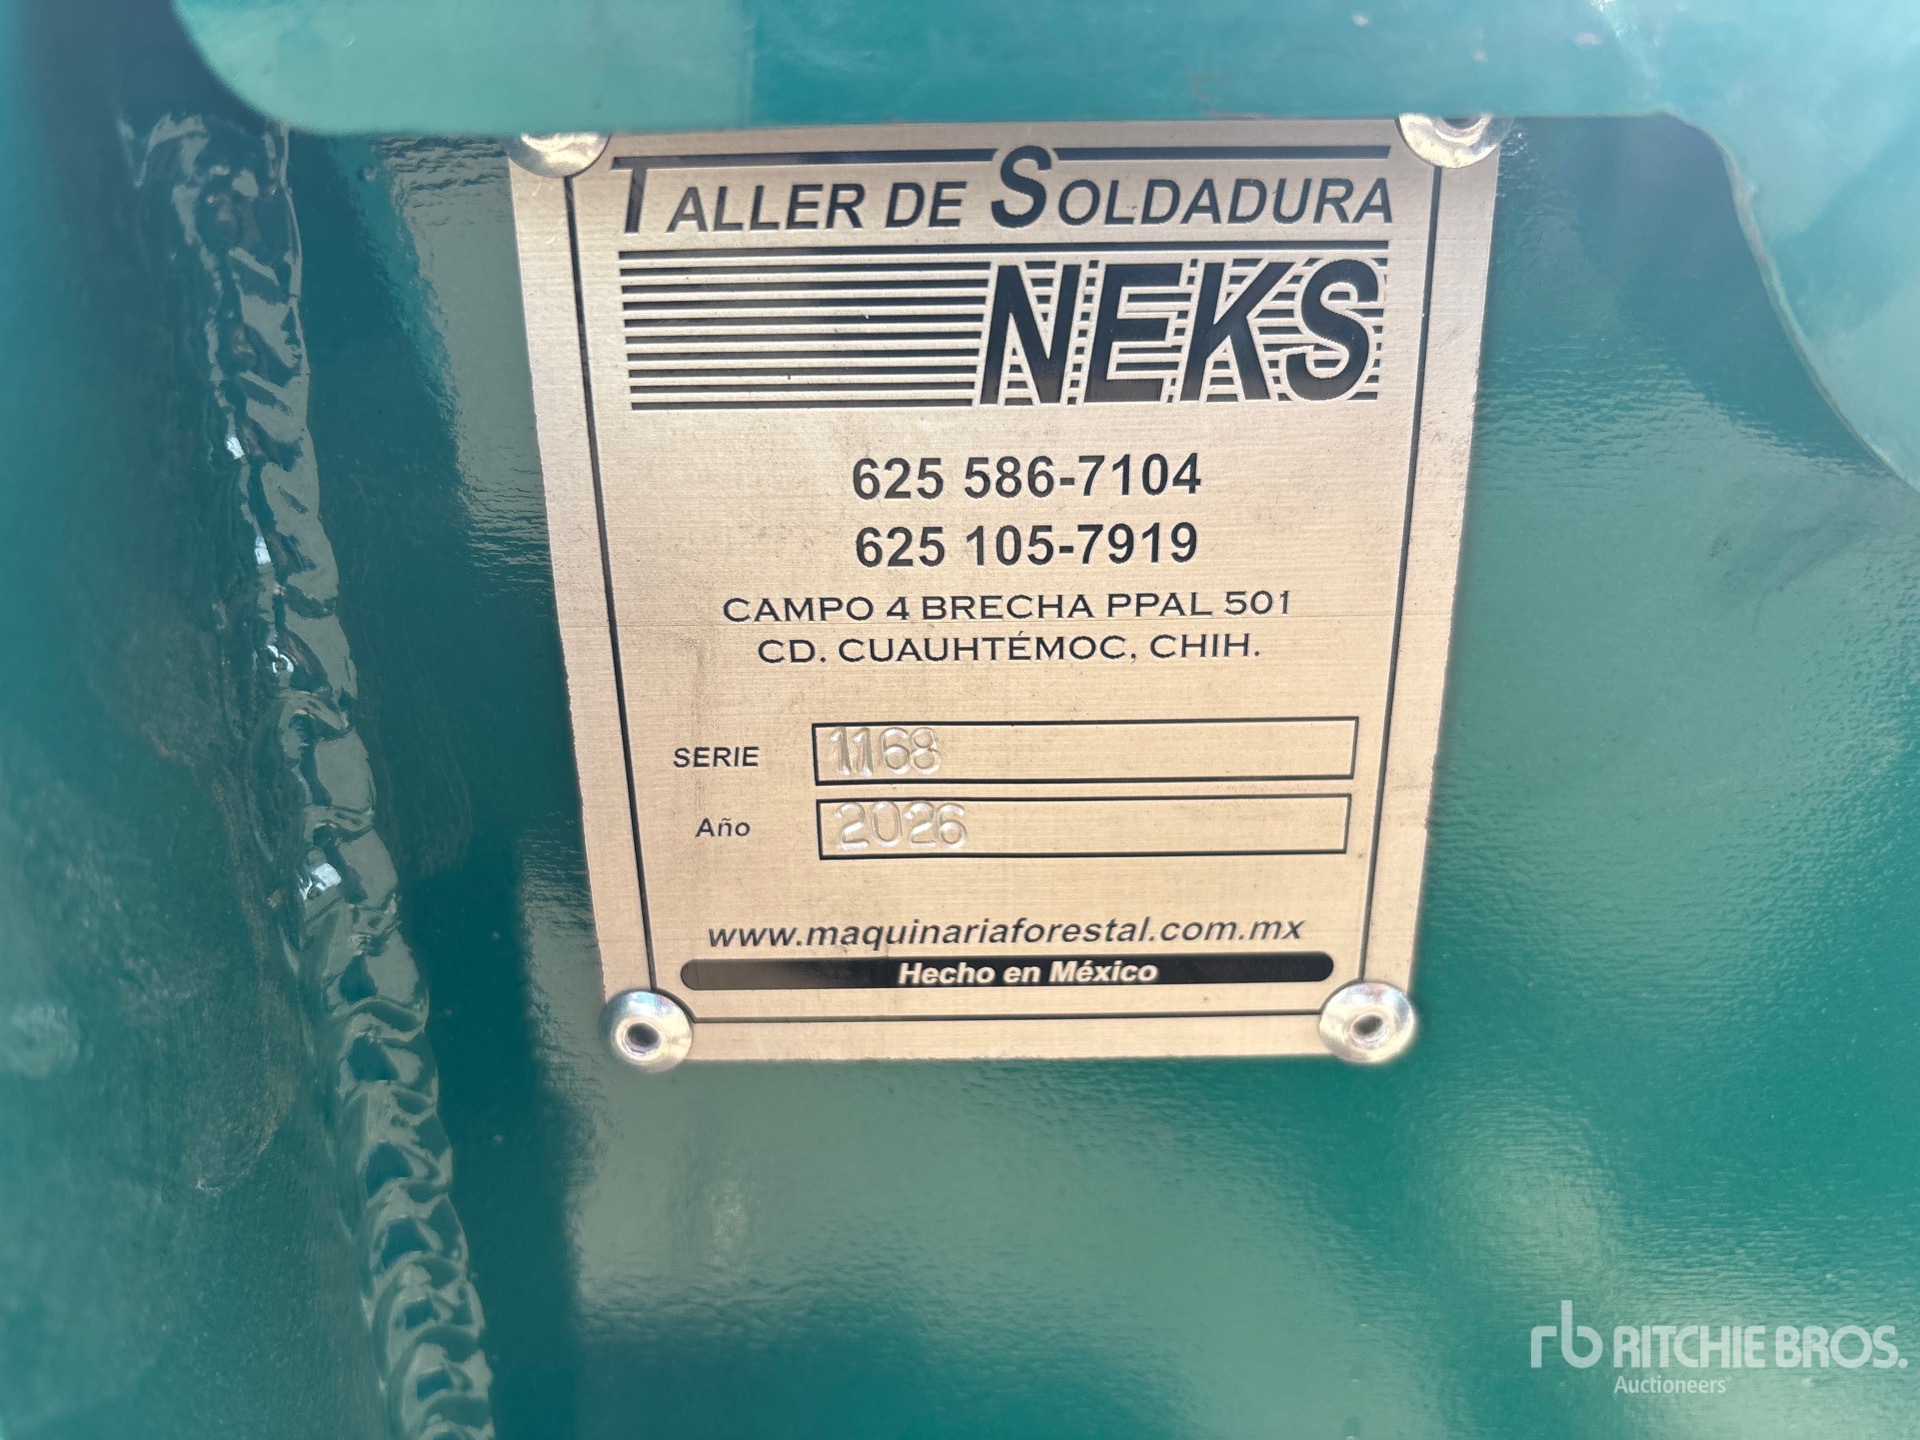 TALLER DE SOLDADURA
NEKS
625 586-7104
625 105-7919
CAMPO 4 BRECHA PPAL 501
CD. CUAUHTÉMOC, CHIH.
SERIE 1168
Año 2026
www.maquinariaforestal.com.mx
Hecho en México
rb RITCHIE BROS.
Auctioneers